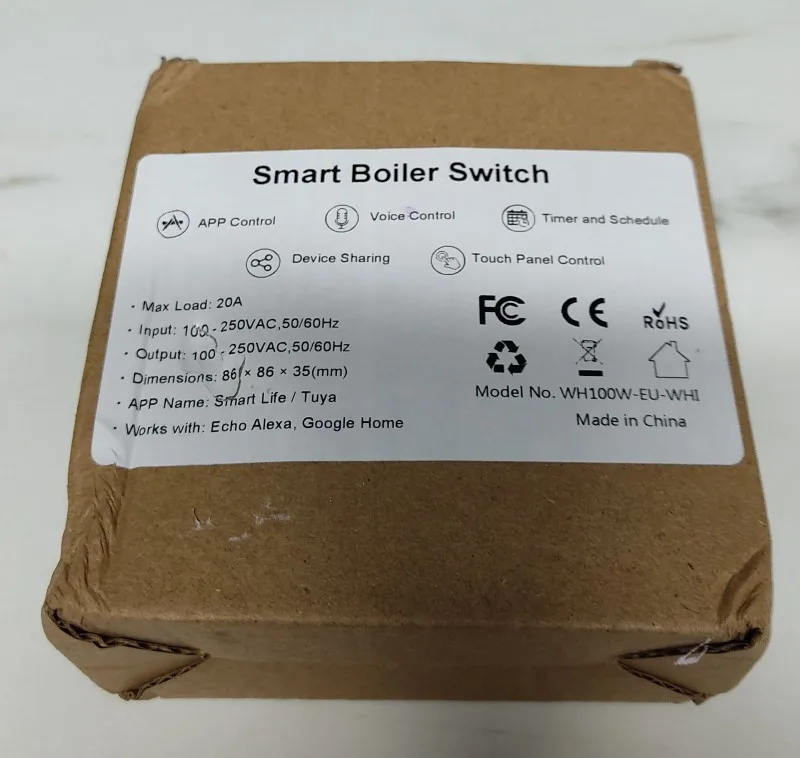 Smart Boiler Switch
APP Control Voice Control Timer and Schedule
Device Sharing Touch Panel Control
· Max Load: 20A
· Input: 100 - 250VAC,50/60Hz
· Output: 100 - 250VAC,50/60Hz
· Dimensions: 86 × 86 × 35(mm)
· APP Name: Smart Life / Tuya
· Works with: Echo Alexa, Google Home
FC CE RoHS
Model No. WH100W-EU-WHI
Made in China